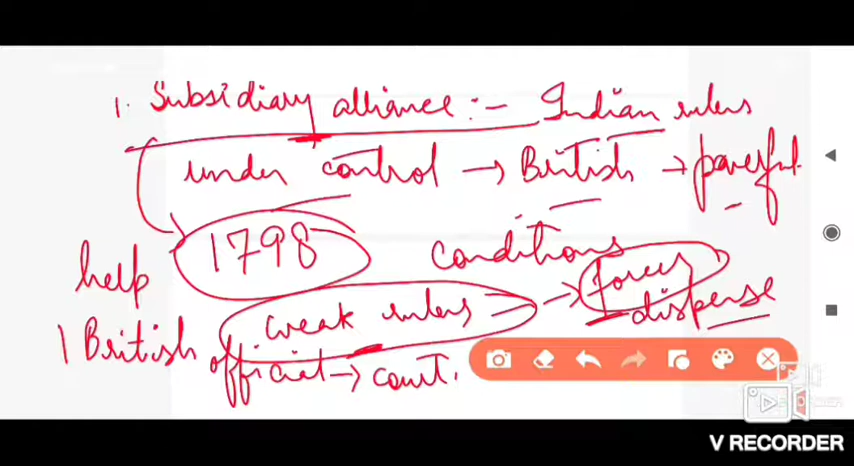 1. Subsidiary alliance :- Indian rulers
under control → British → powerful
help 1798 conditions
weak rulers → forces
disperse
1 British official → court.
V RECORDER